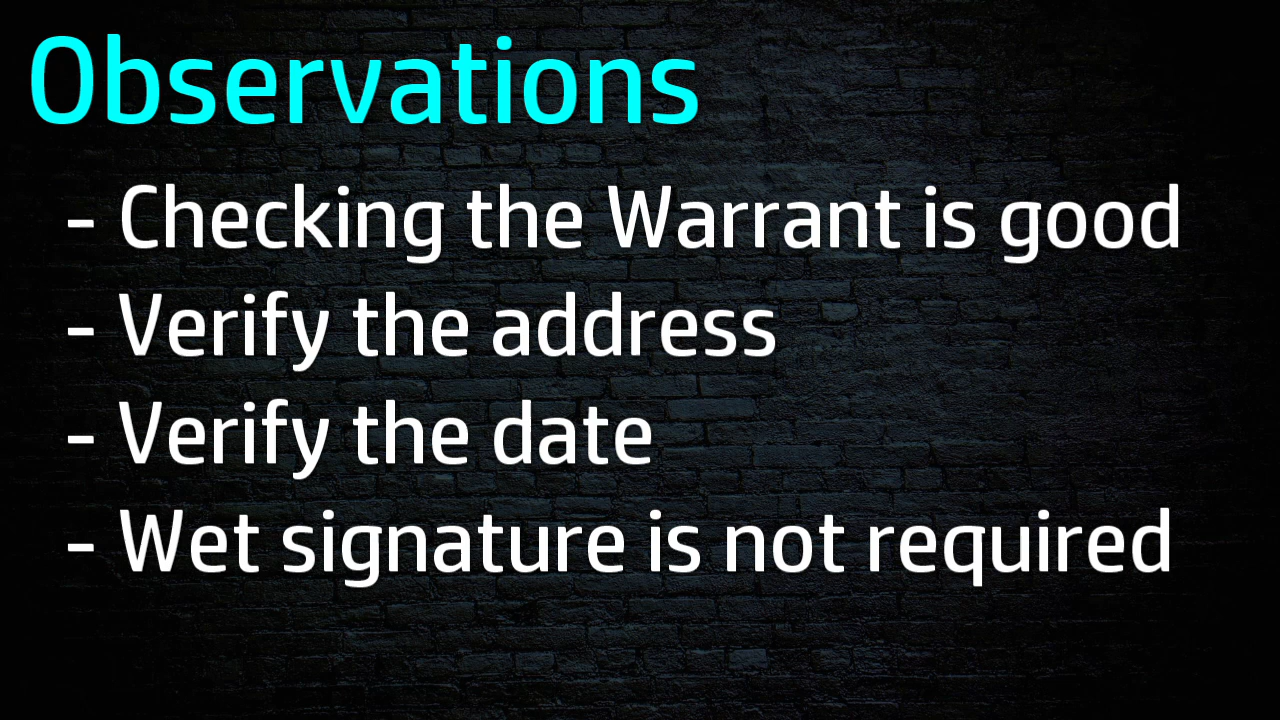 Observations
- Checking the Warrant is good
- Verify the address
- Verify the date
- Wet signature is not required